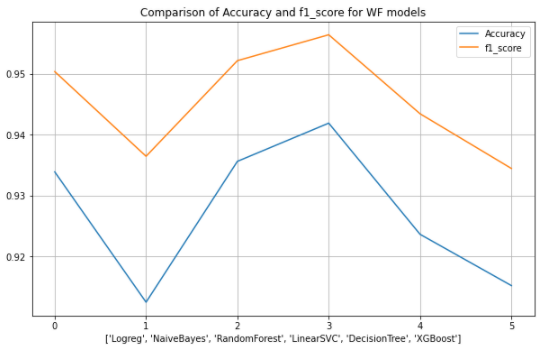 Comparison of Accuracy and f1_score for WF models
Accuracy
f1_score
0.95
0.94
0.93
0.92
0 1 2 3 4 5
['Logreg', 'NaiveBayes', 'RandomForest', 'LinearSVC', 'DecisionTree', 'XGBoost']